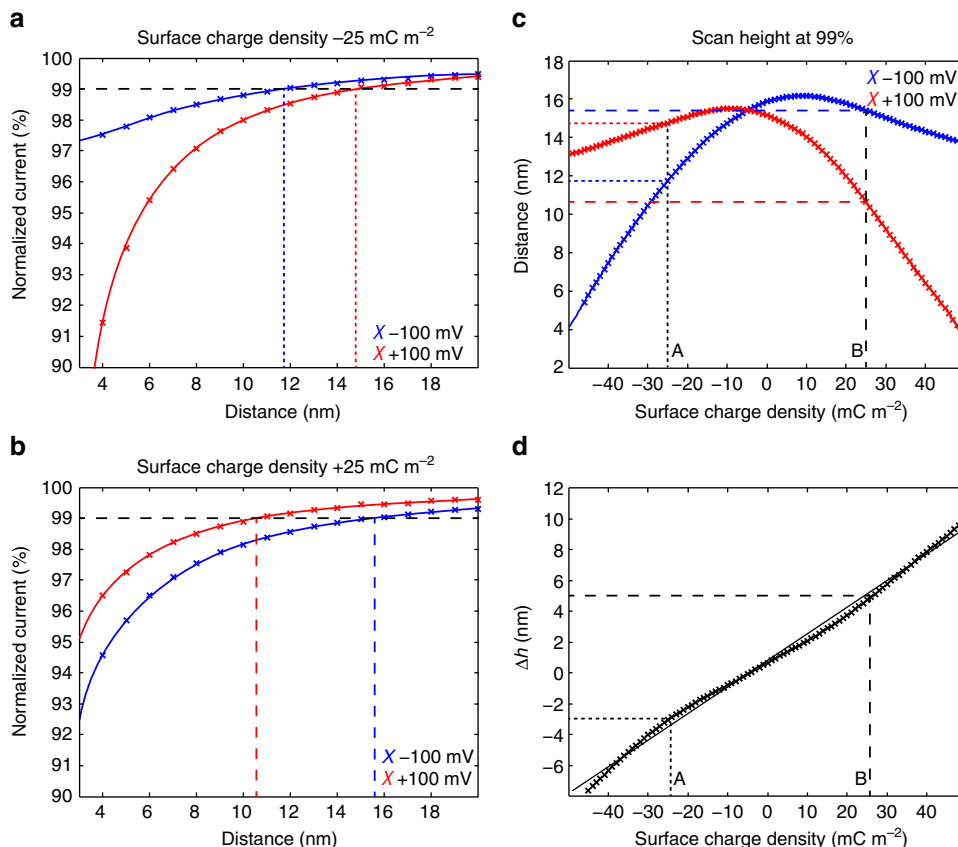 a
Surface charge density –25 mC m−2
100
99
98
97
96
95
94
93
92
91
90
Normalized current (%)
X −100 mV
X +100 mV
4 6 8 10 12 14 16 18
Distance (nm)
b
Surface charge density +25 mC m−2
100
99
98
97
96
95
94
93
92
91
90
Normalized current (%)
X −100 mV
X +100 mV
4 6 8 10 12 14 16 18
Distance (nm)
c
Scan height at 99%
X −100 mV
X +100 mV
18
16
14
12
10
8
6
4
2
Distance (nm)
A B
−40 −30 −20 −10 0 10 20 30 40
Surface charge density (mC m−2)
d
12
10
8
6
4
2
0
−2
−4
−6
Δh (nm)
A B
−40 −30 −20 −10 0 10 20 30 40
Surface charge density (mC m−2)